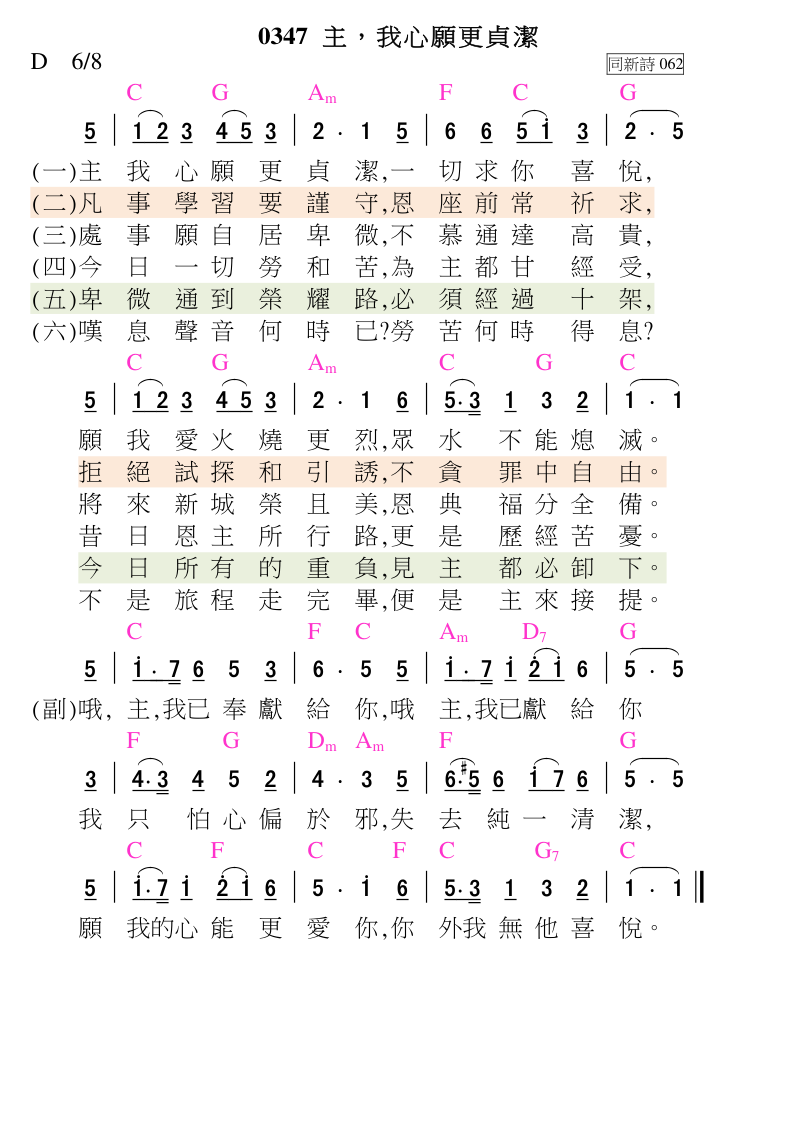 0347 主，我心願更貞潔
D 6/8 同新詩 062
C G Am F C G
5 | 1 2 3 4 5 3 | 2 · 1 5 | 6 6 5 i 3 | 2 · 5
(一)主 我 心 願 更 貞 潔,一 切 求 你 喜 悅,
(二)凡 事 學 習 要 謹 守,恩 座 前 常 祈 求,
(三)處 事 願 自 居 卑 微,不 慕 通 達 高 貴,
(四)今 日 一 切 勞 和 苦,為 主 都 甘 經 受,
(五)卑 微 通 到 榮 耀 路,必 須 經 過 十 架,
(六)嘆 息 聲 音 何 時 已?勞 苦 何 時 得 息?
C G Am C G C
5 | 1 2 3 4 5 3 | 2 · 1 6 | 5· 3 1 3 2 | 1 · 1
願 我 愛 火 燒 更 烈,眾 水 不 能 熄 滅。
拒 絕 試 探 和 引 誘,不 貪 罪 中 自 由。
將 來 新 城 榮 且 美,恩 典 福 分 全 備。
昔 日 恩 主 所 行 路,更 是 歷 經 苦 憂。
今 日 所 有 的 重 負,見 主 都 必 卸 下。
不 是 旅 程 走 完 畢,便 是 主 來 接 提。
C F C Am D7 G
5 | i · 7 6 5 3 | 6 · 5 5 | i · 7 i 2̇ i 6 | 5 · 5
(副)哦, 主,我已 奉 獻 給 你,哦 主,我已獻 給 你
F G Dm Am F G
3 | 4· 3 4 5 2 | 4 · 3 5 | 6· #5 6 i 7 6 | 5 · 5
我 只 怕 心 偏 於 邪,失 去 純 一 清 潔,
C F C F C G7 C
5 | i· 7 i 2̇ i 6 | 5 · i 6 | 5· 3 1 3 2 | 1 · 1 ‖
願 我的心 能 更 愛 你,你 外我 無 他 喜 悅。